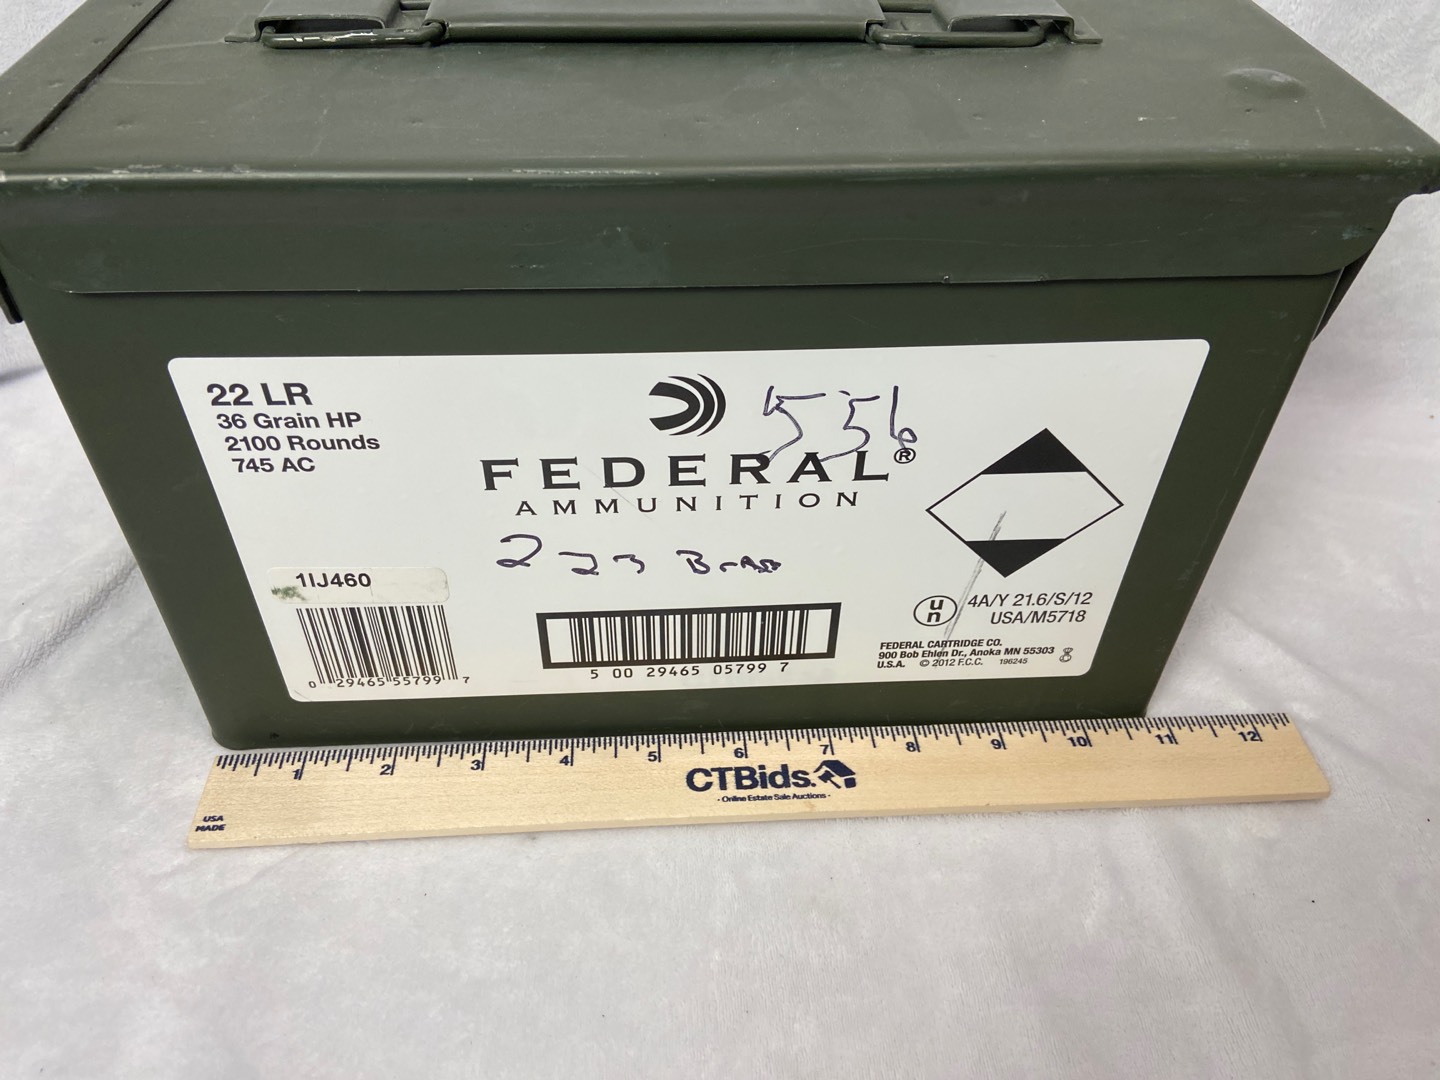 22 LR
36 Grain HP
2100 Rounds
745 AC
556
FEDERAL®
AMMUNITION
223 Brass
1IJ460
0 29465 55799 7
5 00 29465 05799 7
un
4A/Y 21.6/S/12
USA/M5718
FEDERAL CARTRIDGE CO.
900 Bob Ehlen Dr., Anoka MN 55303
U.S.A. © 2012 F.C.C. 196245
1 2 3 4 5 6 7 8 9 10 11 12
CTBids.
· Online Estate Sale Auctions ·
USA
MADE